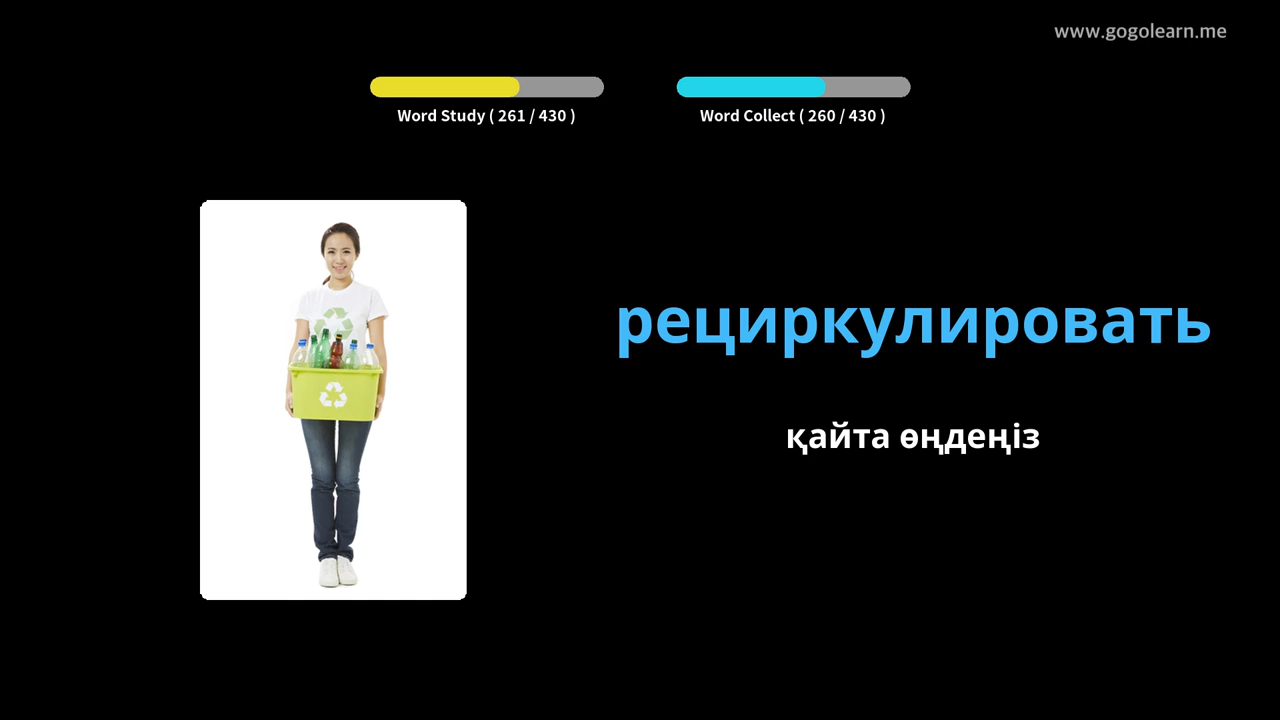 www.gogolearn.me
Word Study ( 261 / 430 )
Word Collect ( 260 / 430 )
рециркулировать
қайта өңдеңіз